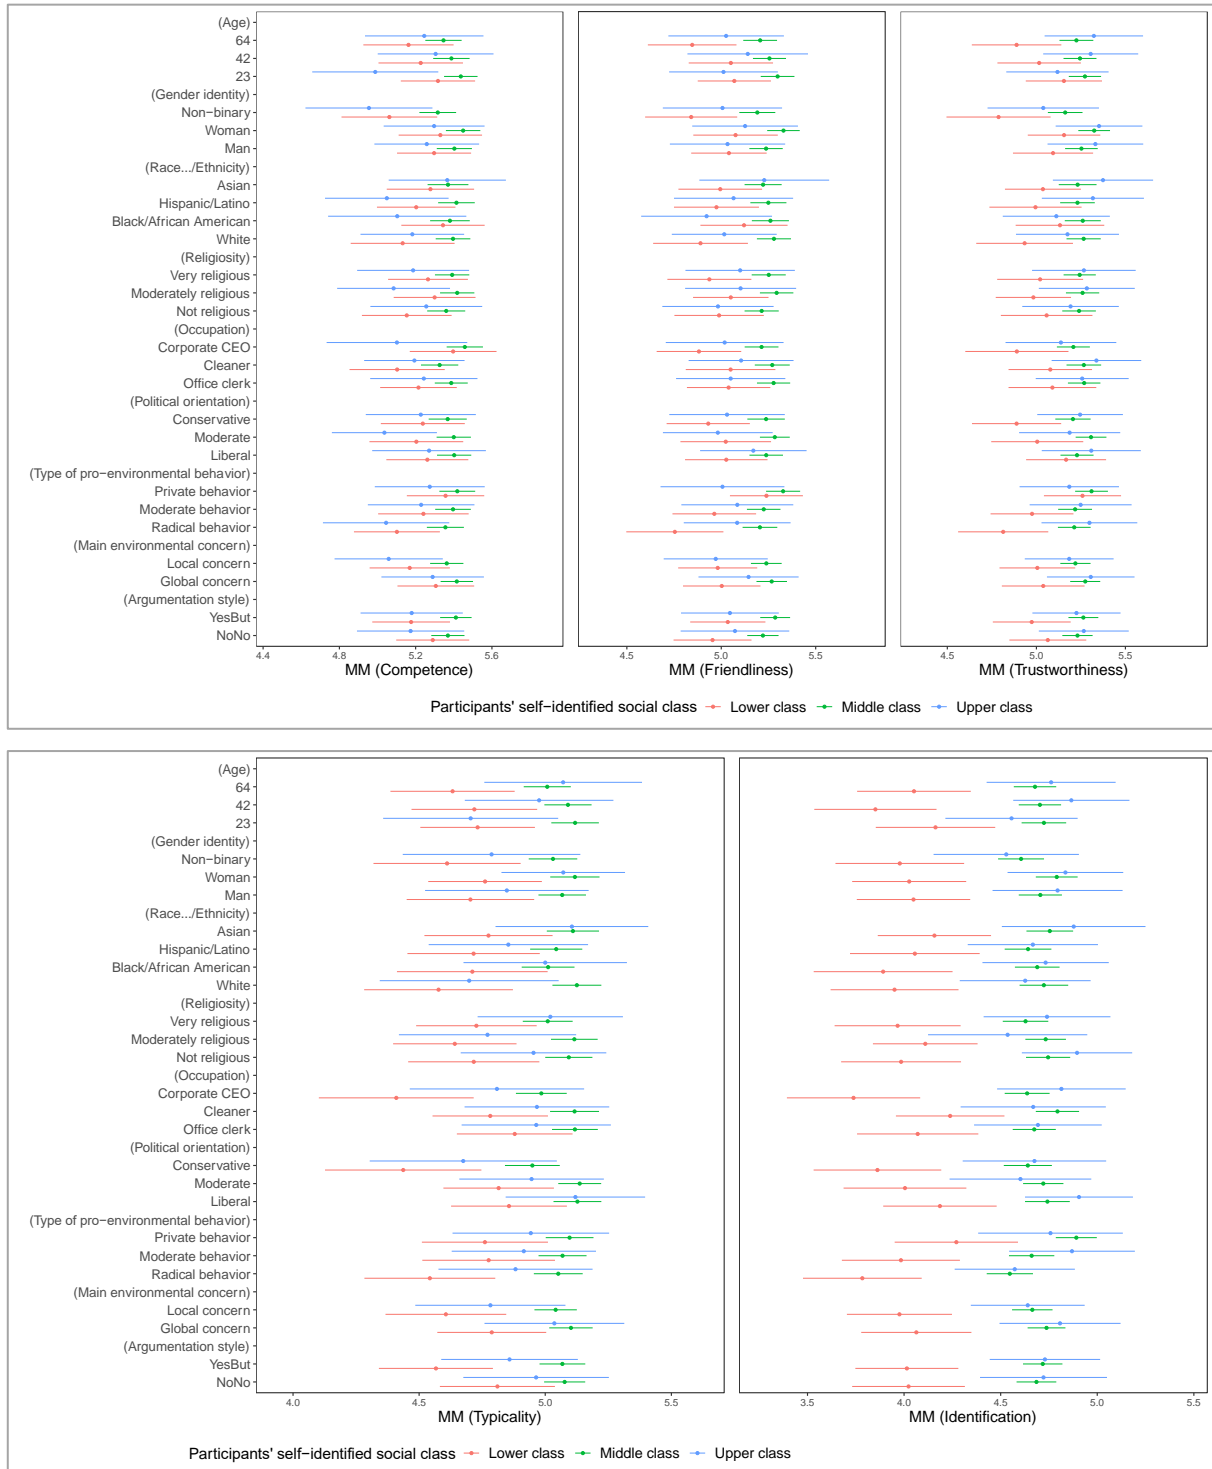 (Age)
64
42
23
(Gender identity)
Non−binary
Woman
Man
(Race.../Ethnicity)
Asian
Hispanic/Latino
Black/African American
White
(Religiosity)
Very religious
Moderately religious
Not religious
(Occupation)
Corporate CEO
Cleaner
Office clerk
(Political orientation)
Conservative
Moderate
Liberal
(Type of pro−environmental behavior)
Private behavior
Moderate behavior
Radical behavior
(Main environmental concern)
Local concern
Global concern
(Argumentation style)
YesBut
NoNo
4.4 4.8 5.2 5.6 4.5 5.0 5.5 4.5 5.0 5.5
MM (Competence) MM (Friendliness) MM (Trustworthiness)
Participants' self−identified social class Lower class Middle class Upper class
(Age)
64
42
23
(Gender identity)
Non−binary
Woman
Man
(Race.../Ethnicity)
Asian
Hispanic/Latino
Black/African American
White
(Religiosity)
Very religious
Moderately religious
Not religious
(Occupation)
Corporate CEO
Cleaner
Office clerk
(Political orientation)
Conservative
Moderate
Liberal
(Type of pro−environmental behavior)
Private behavior
Moderate behavior
Radical behavior
(Main environmental concern)
Local concern
Global concern
(Argumentation style)
YesBut
NoNo
4.0 4.5 5.0 5.5 3.5 4.0 4.5 5.0 5.5
MM (Typicality) MM (Identification)
Participants' self−identified social class Lower class Middle class Upper class